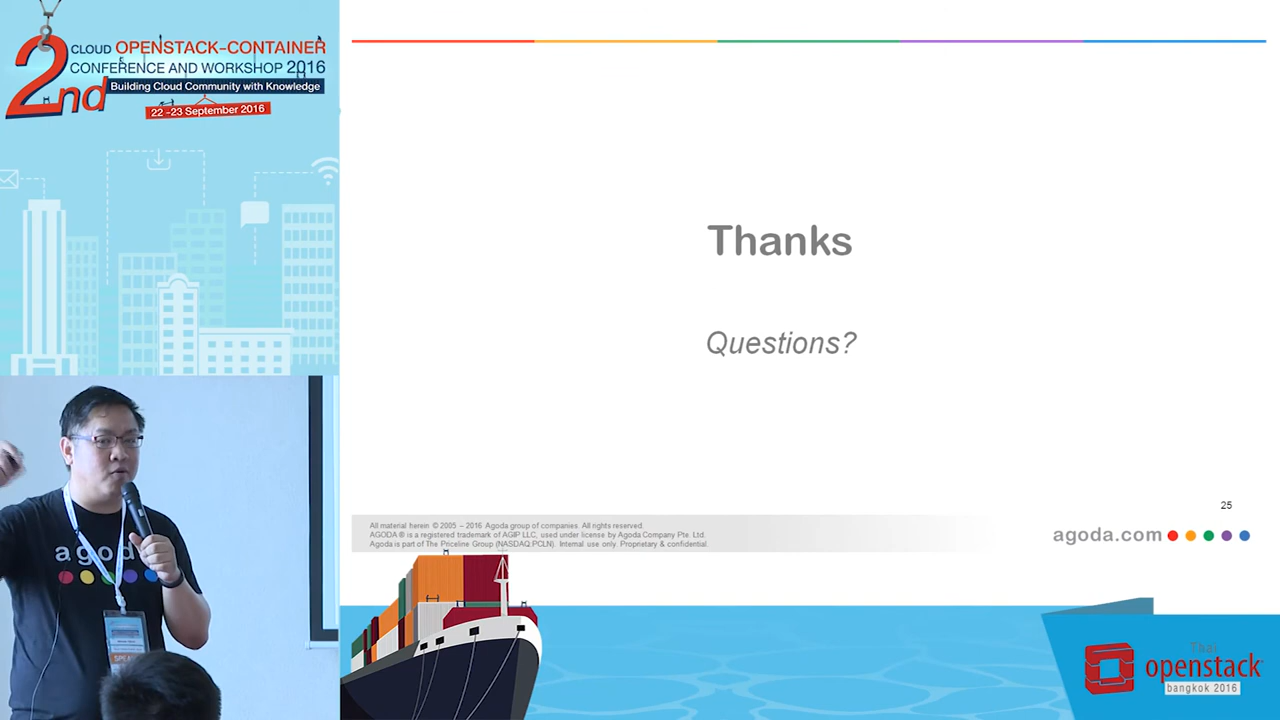 2nd
CLOUD OPENSTACK-CONTAINER
CONFERENCE AND WORKSHOP 2016
Building Cloud Community with Knowledge
22 -23 September 2016
Thanks
Questions?
25
All material herein © 2005 – 2016 Agoda group of companies. All rights reserved.
AGODA ® is a registered trademark of AGIP LLC, used under license by Agoda Company Pte. Ltd.
Agoda is part of The Priceline Group (NASDAQ:PCLN). Internal use only. Proprietary & confidential.
agoda.com
agoda
Thai
openstack
bangkok 2016